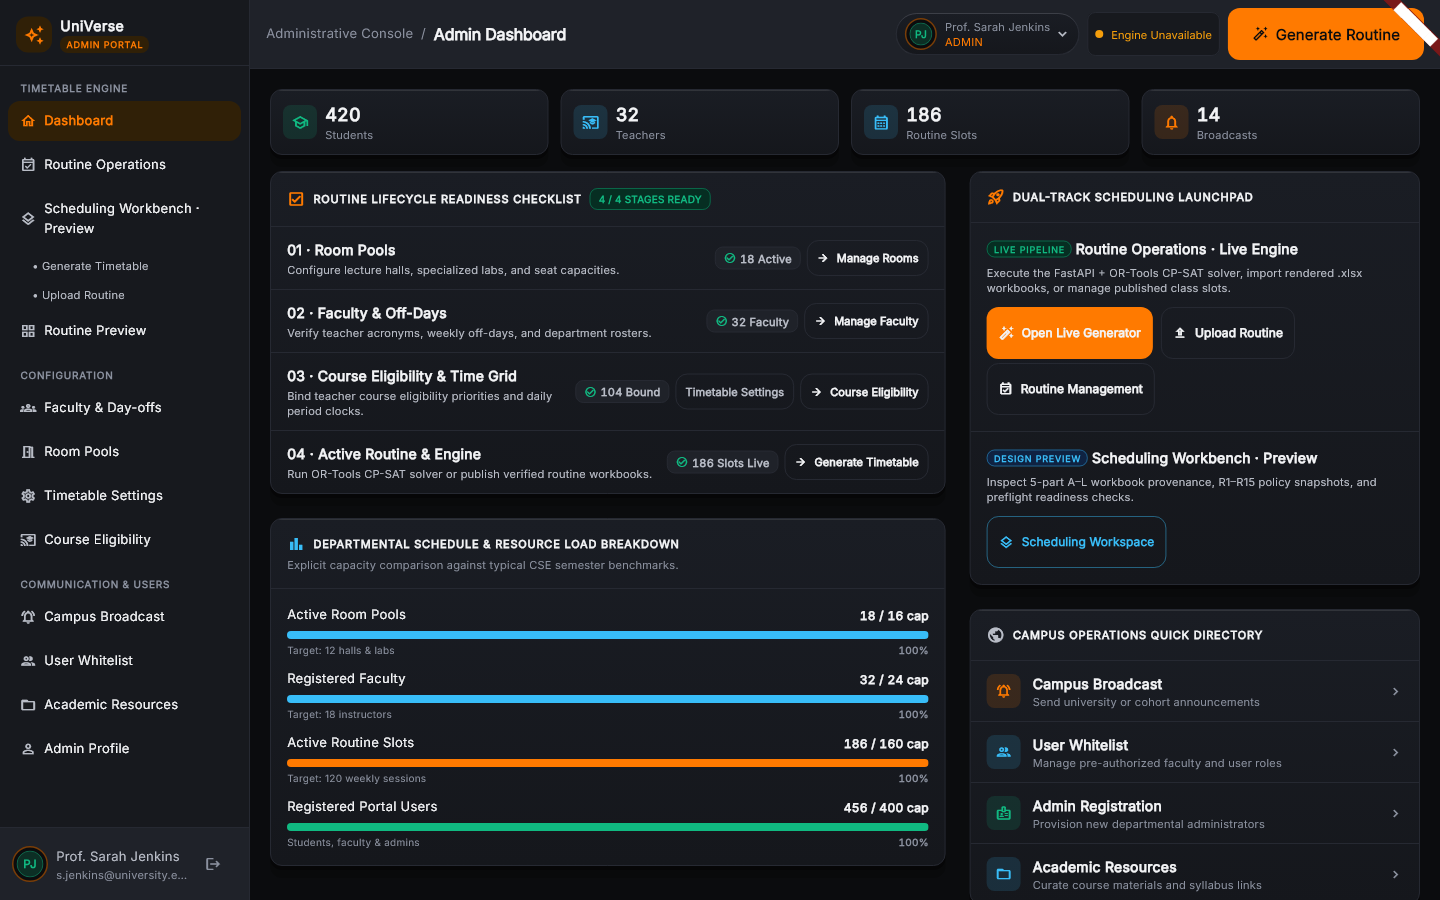 UniVerse
ADMIN PORTAL
TIMETABLE ENGINE
Dashboard
Routine Operations
Scheduling Workbench ·
Preview
• Generate Timetable
• Upload Routine
Routine Preview
CONFIGURATION
Faculty & Day-offs
Room Pools
Timetable Settings
Course Eligibility
COMMUNICATION & USERS
Campus Broadcast
User Whitelist
Academic Resources
Admin Profile
PJ
Prof. Sarah Jenkins
s.jenkins@university.e...
Administrative Console / Admin Dashboard
PJ
Prof. Sarah Jenkins
ADMIN
Engine Unavailable
Generate Routine
420
Students
32
Teachers
186
Routine Slots
14
Broadcasts
ROUTINE LIFECYCLE READINESS CHECKLIST
4 / 4 STAGES READY
01 · Room Pools
Configure lecture halls, specialized labs, and seat capacities.
18 Active
Manage Rooms
02 · Faculty & Off-Days
Verify teacher acronyms, weekly off-days, and department rosters.
32 Faculty
Manage Faculty
03 · Course Eligibility & Time Grid
Bind teacher course eligibility priorities and daily
period clocks.
104 Bound
Timetable Settings
Course Eligibility
04 · Active Routine & Engine
Run OR-Tools CP-SAT solver or publish verified routine workbooks.
186 Slots Live
Generate Timetable
DEPARTMENTAL SCHEDULE & RESOURCE LOAD BREAKDOWN
Explicit capacity comparison against typical CSE semester benchmarks.
Active Room Pools
18 / 16 cap
Target: 12 halls & labs
100%
Registered Faculty
32 / 24 cap
Target: 18 instructors
100%
Active Routine Slots
186 / 160 cap
Target: 120 weekly sessions
100%
Registered Portal Users
456 / 400 cap
Students, faculty & admins
100%
DUAL-TRACK SCHEDULING LAUNCHPAD
LIVE PIPELINE
Routine Operations · Live Engine
Execute the FastAPI + OR-Tools CP-SAT solver, import rendered .xlsx
workbooks, or manage published class slots.
Open Live Generator
Upload Routine
Routine Management
DESIGN PREVIEW
Scheduling Workbench · Preview
Inspect 5-part A–L workbook provenance, R1–R15 policy snapshots, and
preflight readiness checks.
Scheduling Workspace
CAMPUS OPERATIONS QUICK DIRECTORY
Campus Broadcast
Send university or cohort announcements
User Whitelist
Manage pre-authorized faculty and user roles
Admin Registration
Provision new departmental administrators
Academic Resources
Curate course materials and syllabus links